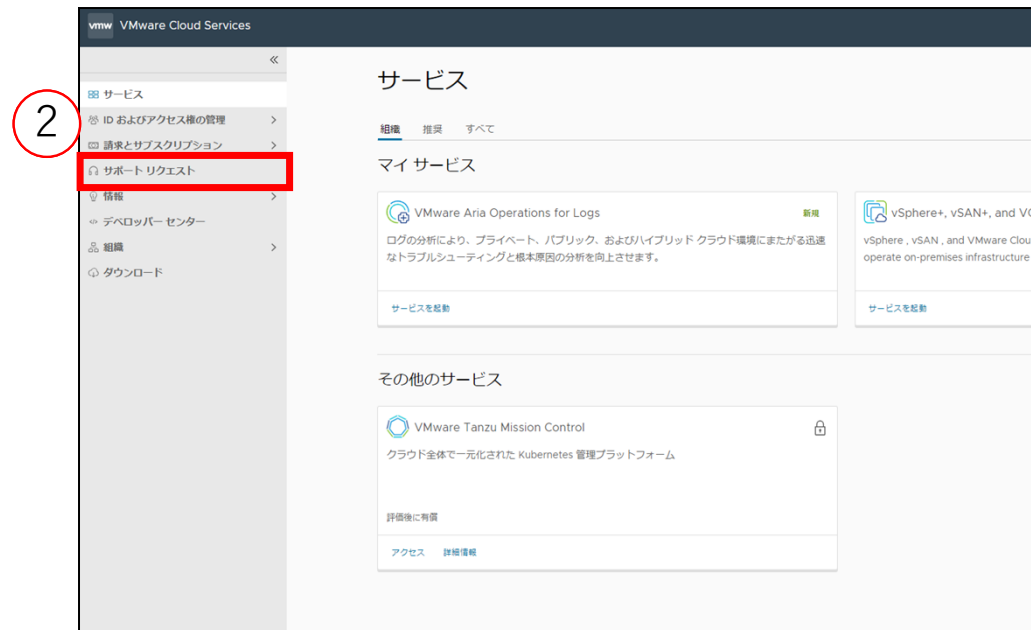 vmw VMware Cloud Services
サービス
ID およびアクセス権の管理
請求とサブスクリプション
サポート リクエスト
情報
デベロッパー センター
組織
ダウンロード
②
サービス
組織 推奨 すべて
マイ サービス
VMware Aria Operations for Logs 新規
ログの分析により、プライベート、パブリック、およびハイブリッド クラウド環境にまたがる迅速
なトラブルシューティングと根本原因の分析を向上させます。
サービスを起動
vSphere+, vSAN+, and VC
vSphere , vSAN , and VMware Clou
operate on-premises infrastructure
サービスを起動
その他のサービス
VMware Tanzu Mission Control
クラウド全体で一元化された Kubernetes 管理プラットフォーム
評価後に有償
アクセス 詳細情報